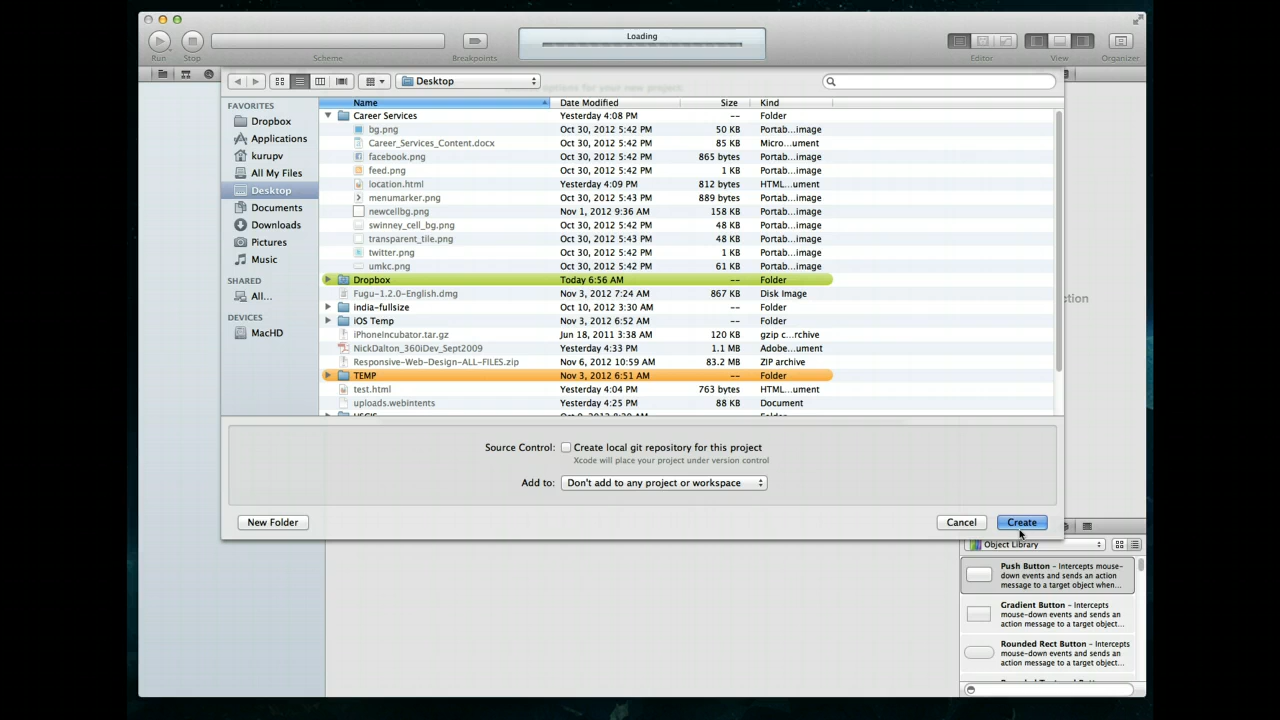 Loading
Run Stop Scheme Breakpoints Editor View Organizer
Desktop
Name Date Modified Size Kind
FAVORITES
Dropbox
Applications
kurupv
All My Files
Desktop
Documents
Downloads
Pictures
Music
SHARED
All...
DEVICES
MacHD
Career Services Yesterday 4:08 PM -- Folder
bg.png Oct 30, 2012 5:42 PM 50 KB Portab...image
Career_Services_Content.docx Oct 30, 2012 5:42 PM 85 KB Micro...ument
facebook.png Oct 30, 2012 5:42 PM 865 bytes Portab...image
feed.png Oct 30, 2012 5:42 PM 1 KB Portab...image
location.html Yesterday 4:09 PM 812 bytes HTML...ument
menumarker.png Oct 30, 2012 5:43 PM 889 bytes Portab...image
newcellbg.png Nov 1, 2012 9:36 AM 158 KB Portab...image
swinney_cell_bg.png Oct 30, 2012 5:42 PM 48 KB Portab...image
transparent_tile.png Oct 30, 2012 5:43 PM 48 KB Portab...image
twitter.png Oct 30, 2012 5:42 PM 1 KB Portab...image
umkc.png Oct 30, 2012 5:42 PM 61 KB Portab...image
Dropbox Today 6:56 AM -- Folder
Fugu-1.2.0-English.dmg Nov 3, 2012 7:24 AM 867 KB Disk Image
india-fullsize Oct 10, 2012 3:30 AM -- Folder
iOS Temp Nov 3, 2012 6:52 AM -- Folder
iPhoneIncubator.tar.gz Jun 18, 2011 3:38 AM 120 KB gzip c...rchive
NickDalton_360iDev_Sept2009 Yesterday 4:33 PM 1.1 MB Adobe...ument
Responsive-Web-Design-ALL-FILES.zip Nov 6, 2012 10:59 AM 83.2 MB ZIP archive
TEMP Nov 3, 2012 6:51 AM -- Folder
test.html Yesterday 4:04 PM 763 bytes HTML...ument
uploads.webintents Yesterday 4:25 PM 88 KB Document
Source Control: Create local git repository for this project
Xcode will place your project under version control
Add to: Don't add to any project or workspace
New Folder Cancel Create
Object Library
Push Button - Intercepts mouse-
down events and sends an action
message to a target object when...
Gradient Button - Intercepts
mouse-down events and sends an
action message to a target object...
Rounded Rect Button - Intercepts
mouse-down events and sends an
action message to a target object...